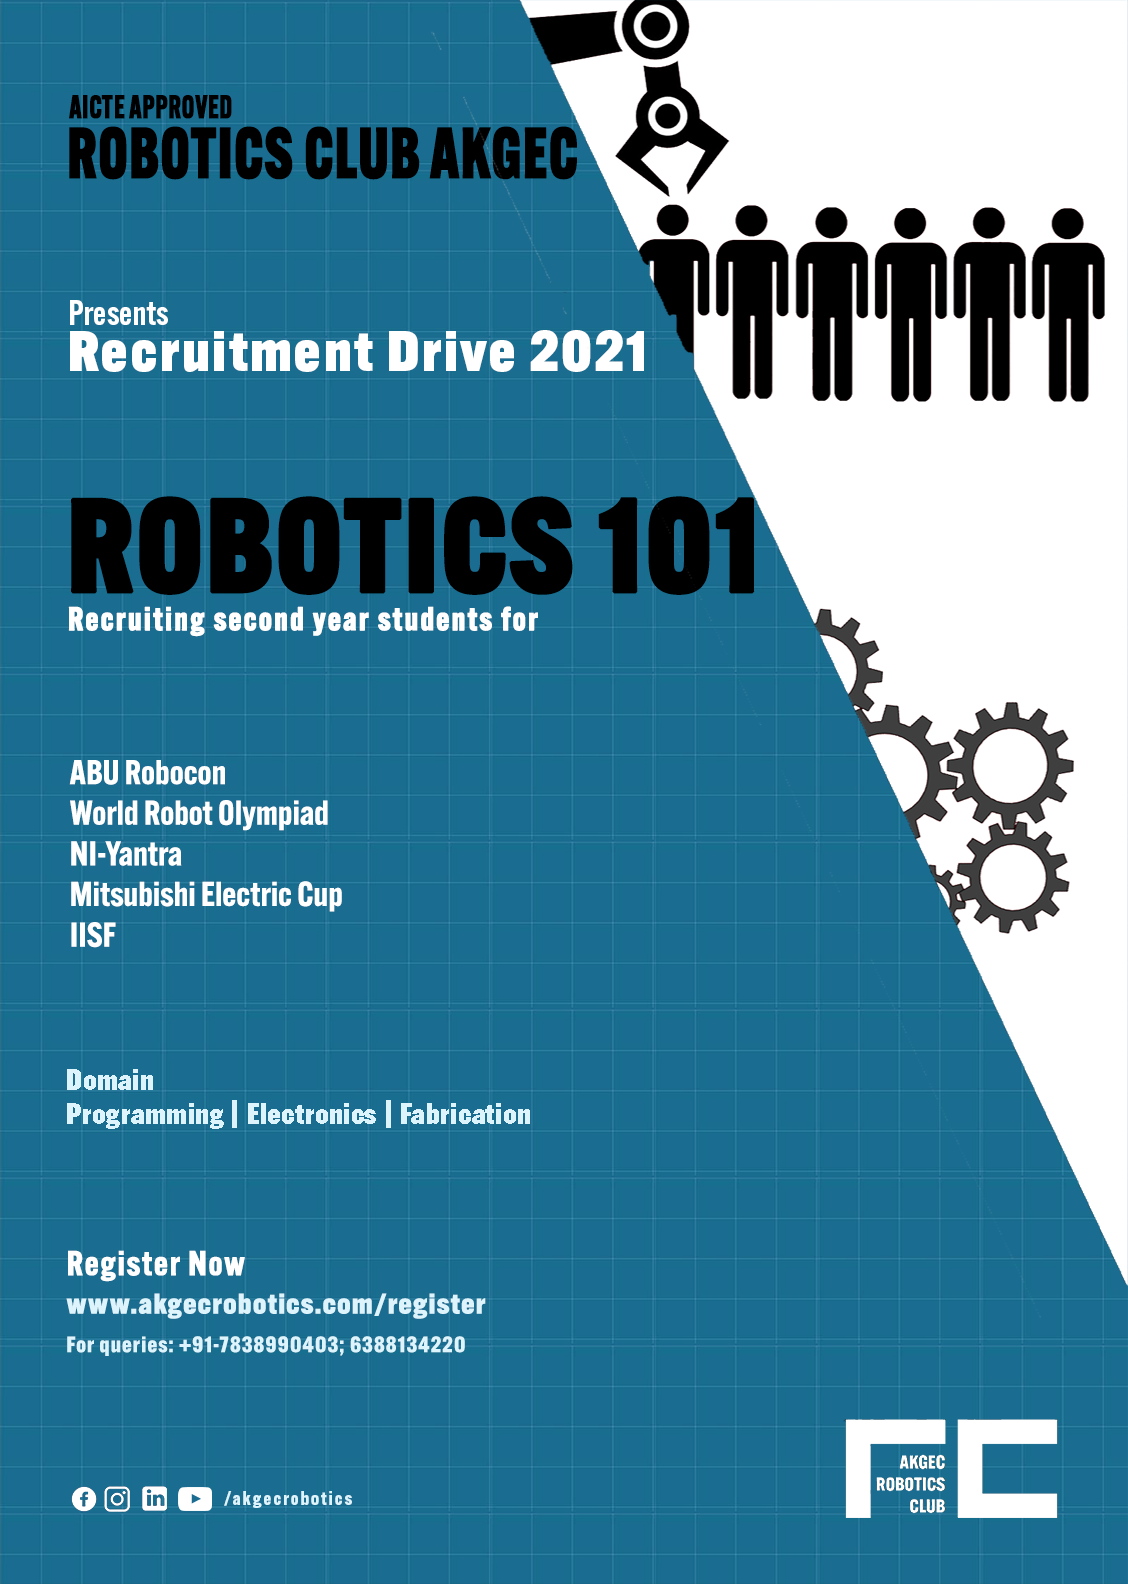 AICTE APPROVED
ROBOTICS CLUB AKGEC
Presents
Recruitment Drive 2021
ROBOTICS 101
Recruiting second year students for
ABU Robocon
World Robot Olympiad
NI-Yantra
Mitsubishi Electric Cup
IISF
Domain
Programming | Electronics | Fabrication
Register Now
www.akgecrobotics.com/register
For queries: +91-7838990403; 6388134220
/akgecrobotics
AKGEC
ROBOTICS
CLUB